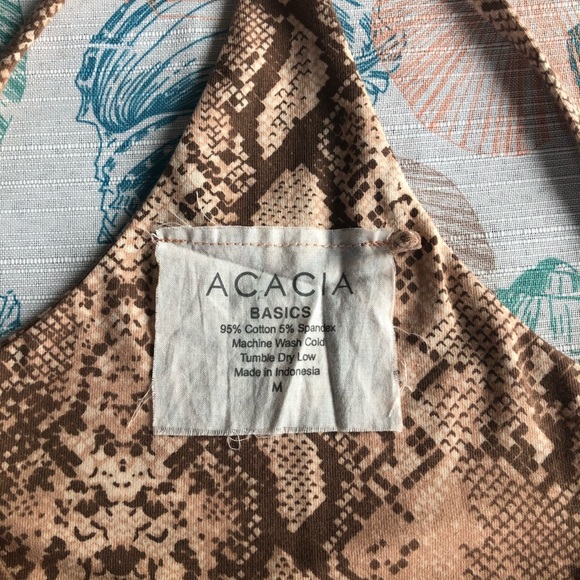 ACACIA
BASICS
95% Cotton 5% Spandex
Machine Wash Cold
Tumble Dry Low
Made in Indonesia
M